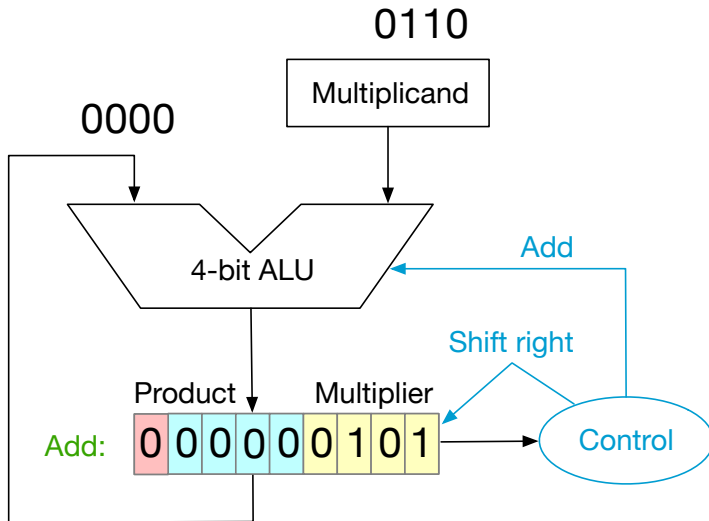 0110
Multiplicand
0000
4-bit ALU
Add
Shift right
Product
Multiplier
Add:
0 0 0 0 0 0 1 0 1
Control